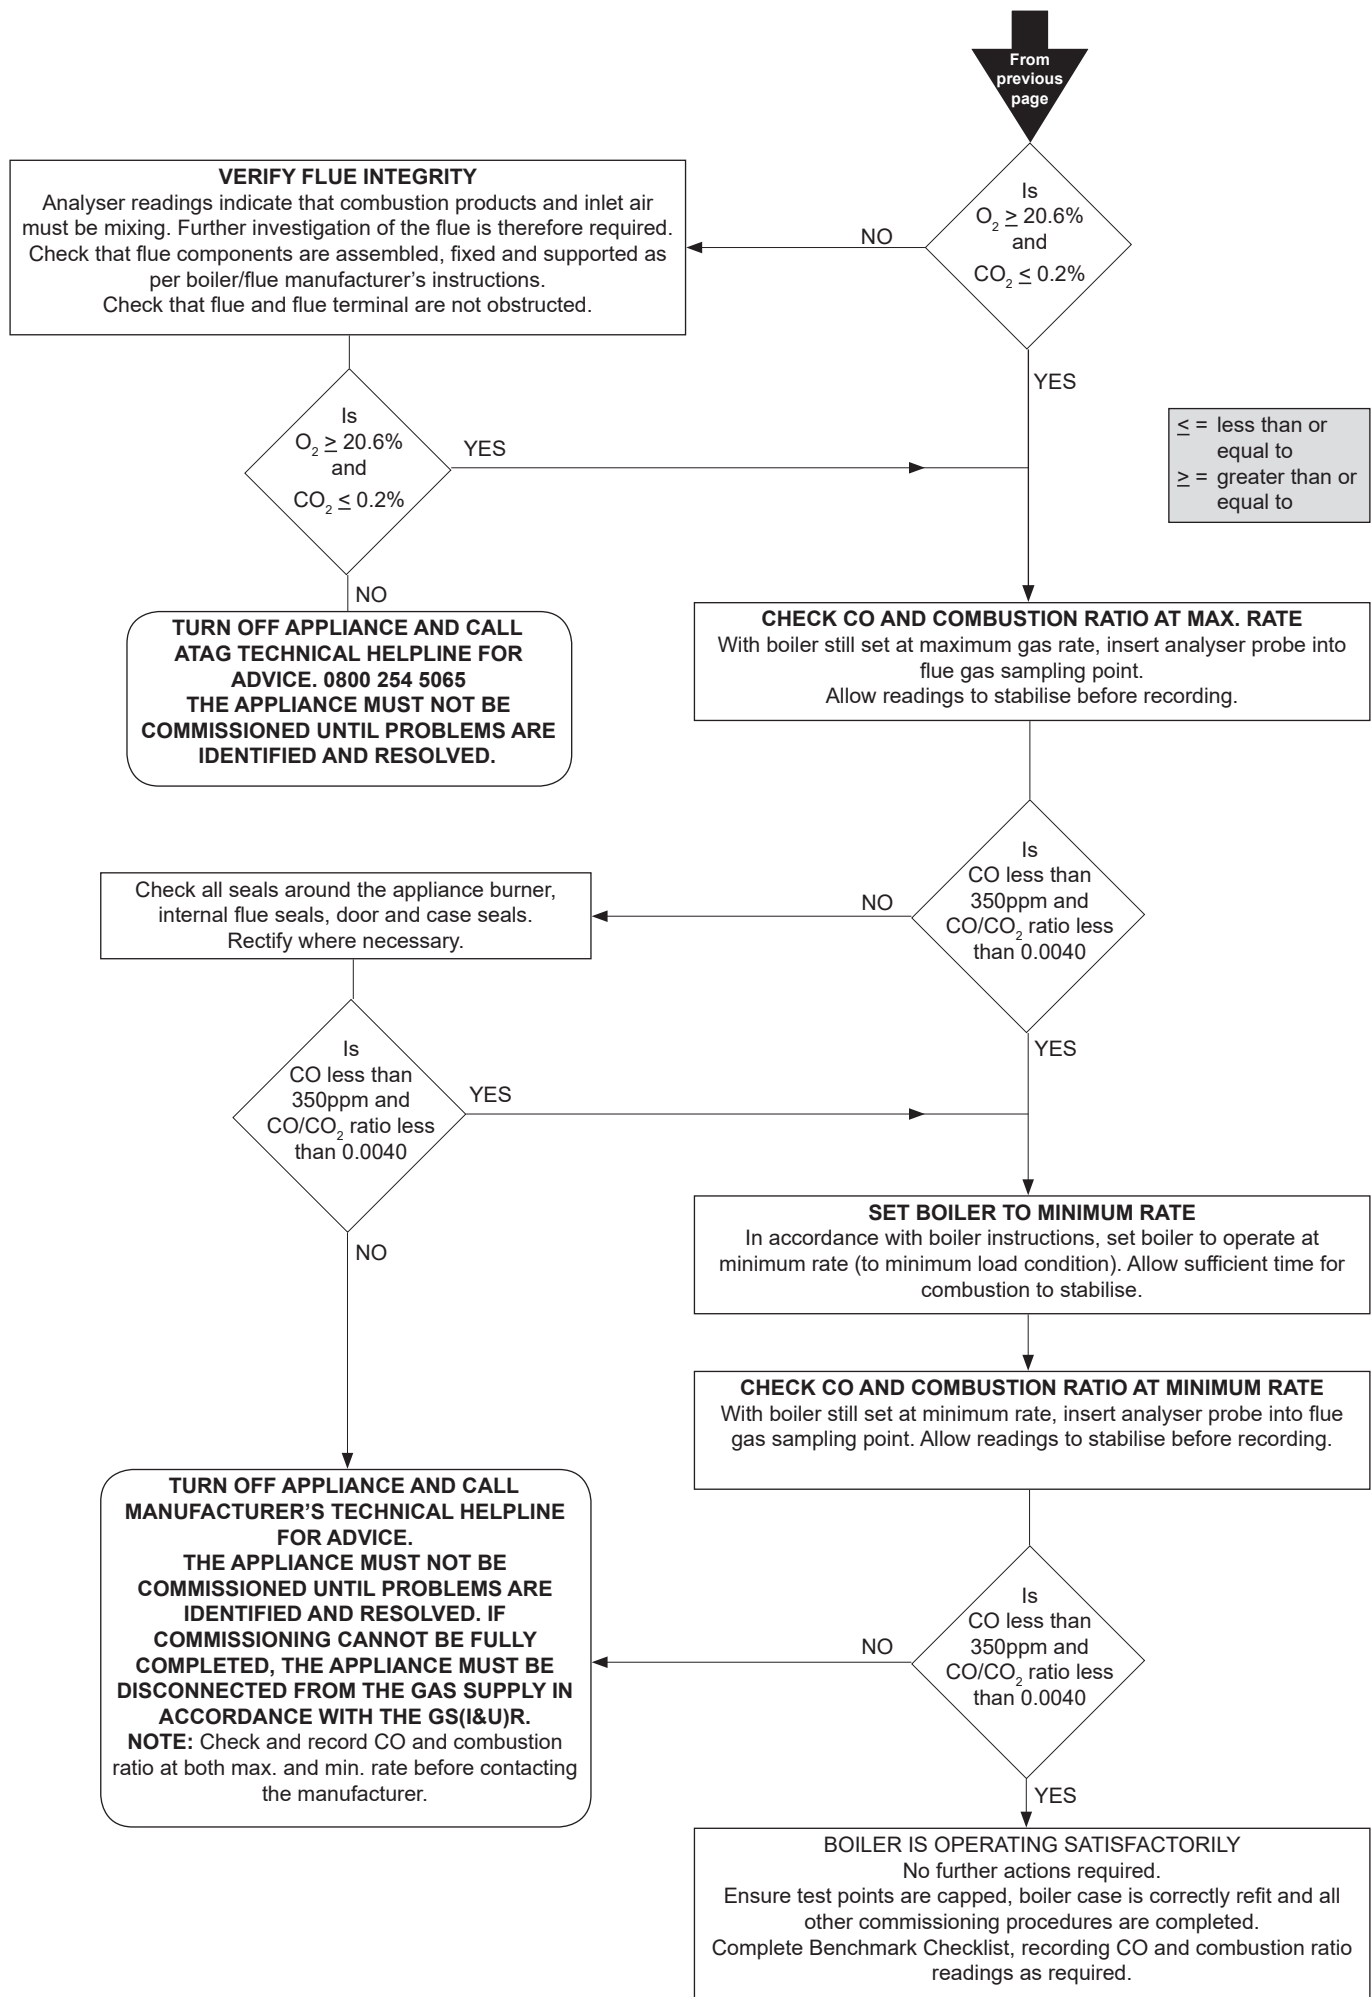 From
previous
page
VERIFY FLUE INTEGRITY
Analyser readings indicate that combustion products and inlet air
must be mixing. Further investigation of the flue is therefore required.
Check that flue components are assembled, fixed and supported as
per boiler/flue manufacturer’s instructions.
Check that flue and flue terminal are not obstructed.
NO
Is
O₂ ≥ 20.6%
and
CO₂ ≤ 0.2%
YES
Is
O₂ ≥ 20.6%
and
CO₂ ≤ 0.2%
YES
≤ = less than or
equal to
≥ = greater than or
equal to
NO
TURN OFF APPLIANCE AND CALL
ATAG TECHNICAL HELPLINE FOR
ADVICE. 0800 254 5065
THE APPLIANCE MUST NOT BE
COMMISSIONED UNTIL PROBLEMS ARE
IDENTIFIED AND RESOLVED.
CHECK CO AND COMBUSTION RATIO AT MAX. RATE
With boiler still set at maximum gas rate, insert analyser probe into
flue gas sampling point.
Allow readings to stabilise before recording.
Is
CO less than
350ppm and
CO/CO₂ ratio less
than 0.0040
NO
Check all seals around the appliance burner,
internal flue seals, door and case seals.
Rectify where necessary.
YES
Is
CO less than
350ppm and
CO/CO₂ ratio less
than 0.0040
YES
NO
SET BOILER TO MINIMUM RATE
In accordance with boiler instructions, set boiler to operate at
minimum rate (to minimum load condition). Allow sufficient time for
combustion to stabilise.
CHECK CO AND COMBUSTION RATIO AT MINIMUM RATE
With boiler still set at minimum rate, insert analyser probe into flue
gas sampling point. Allow readings to stabilise before recording.
TURN OFF APPLIANCE AND CALL
MANUFACTURER’S TECHNICAL HELPLINE
FOR ADVICE.
THE APPLIANCE MUST NOT BE
COMMISSIONED UNTIL PROBLEMS ARE
IDENTIFIED AND RESOLVED. IF
COMMISSIONING CANNOT BE FULLY
COMPLETED, THE APPLIANCE MUST BE
DISCONNECTED FROM THE GAS SUPPLY IN
ACCORDANCE WITH THE GS(I&U)R.
NOTE: Check and record CO and combustion
ratio at both max. and min. rate before contacting
the manufacturer.
NO
Is
CO less than
350ppm and
CO/CO₂ ratio less
than 0.0040
YES
BOILER IS OPERATING SATISFACTORILY
No further actions required.
Ensure test points are capped, boiler case is correctly refit and all
other commissioning procedures are completed.
Complete Benchmark Checklist, recording CO and combustion ratio
readings as required.